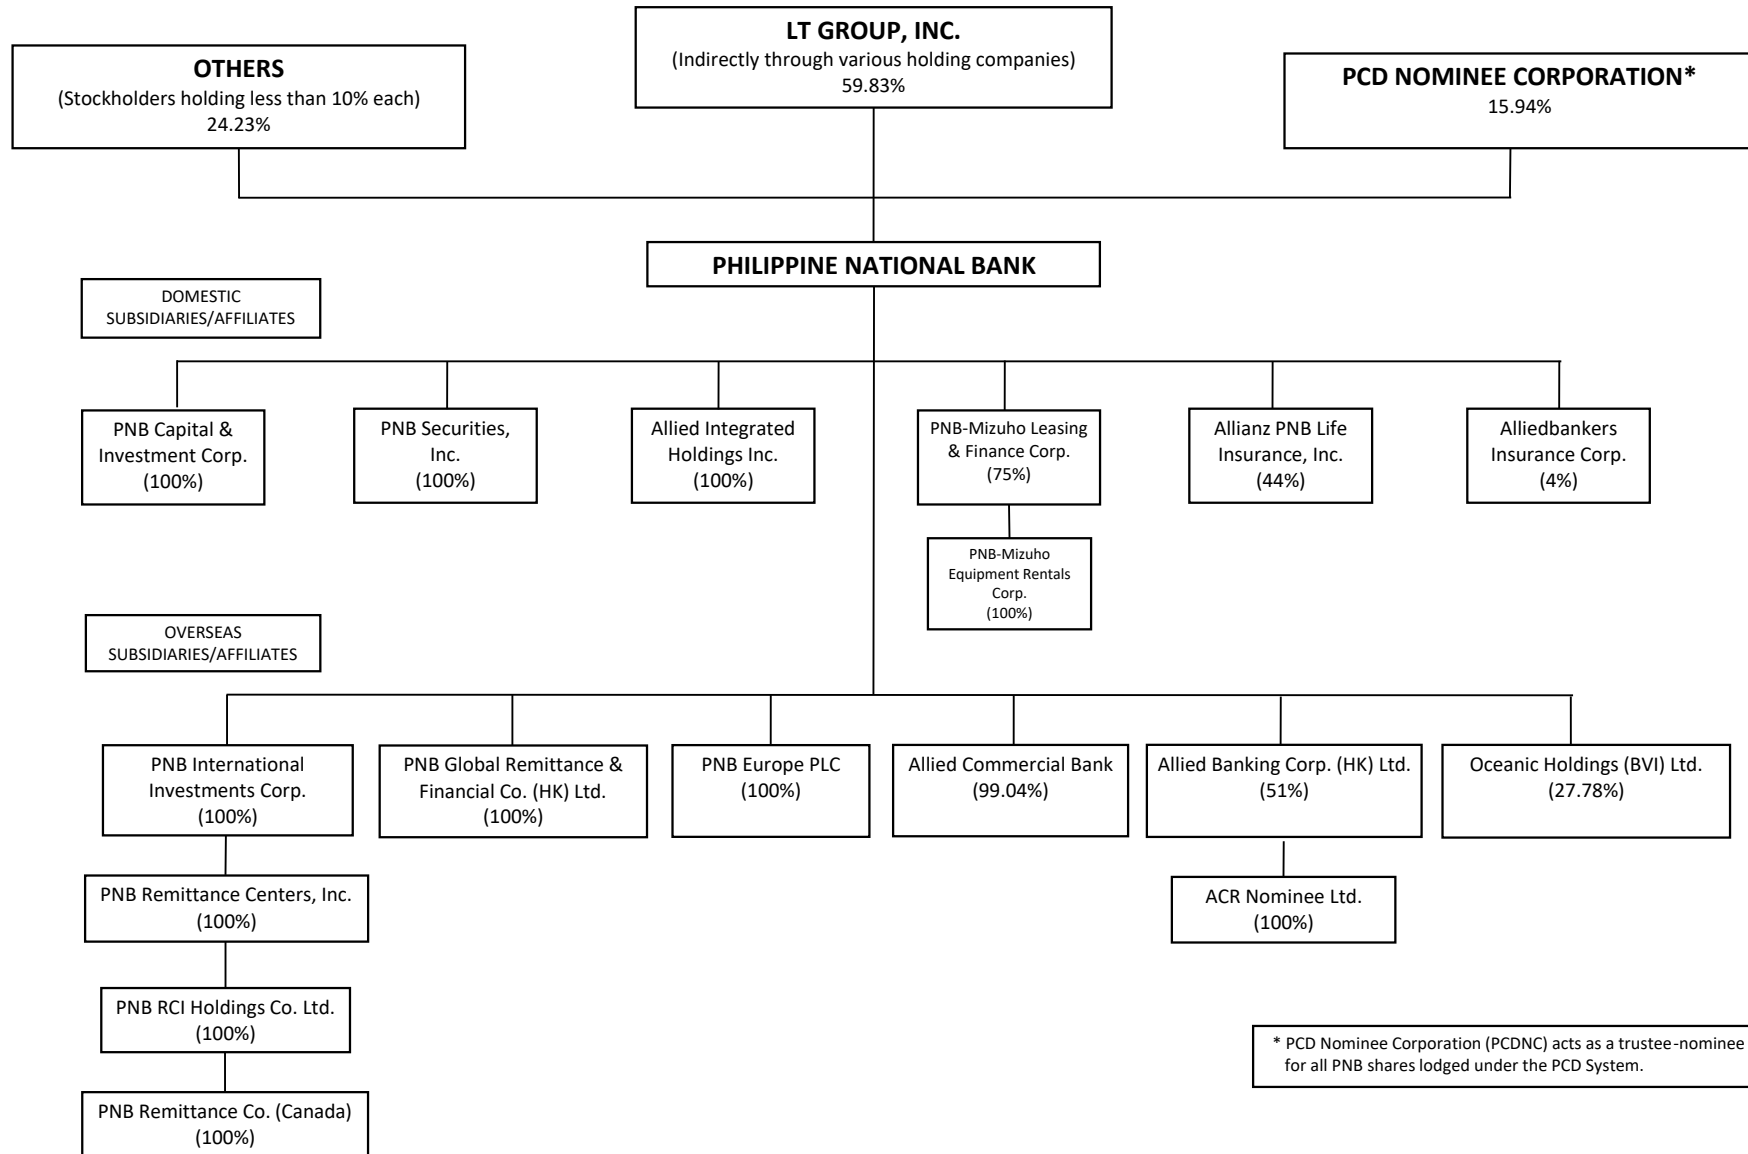 LT GROUP, INC.
(Indirectly through various holding companies)
59.83%
OTHERS
(Stockholders holding less than 10% each)
24.23%
PCD NOMINEE CORPORATION*
15.94%
PHILIPPINE NATIONAL BANK
DOMESTIC
SUBSIDIARIES/AFFILIATES
PNB Capital &
Investment Corp.
(100%)
PNB Securities,
Inc.
(100%)
Allied Integrated
Holdings Inc.
(100%)
PNB-Mizuho Leasing
& Finance Corp.
(75%)
Allianz PNB Life
Insurance, Inc.
(44%)
Alliedbankers
Insurance Corp.
(4%)
PNB-Mizuho
Equipment Rentals
Corp.
(100%)
OVERSEAS
SUBSIDIARIES/AFFILIATES
PNB International
Investments Corp.
(100%)
PNB Global Remittance &
Financial Co. (HK) Ltd.
(100%)
PNB Europe PLC
(100%)
Allied Commercial Bank
(99.04%)
Allied Banking Corp. (HK) Ltd.
(51%)
Oceanic Holdings (BVI) Ltd.
(27.78%)
PNB Remittance Centers, Inc.
(100%)
ACR Nominee Ltd.
(100%)
PNB RCI Holdings Co. Ltd.
(100%)
PNB Remittance Co. (Canada)
(100%)
* PCD Nominee Corporation (PCDNC) acts as a trustee-nominee
for all PNB shares lodged under the PCD System.